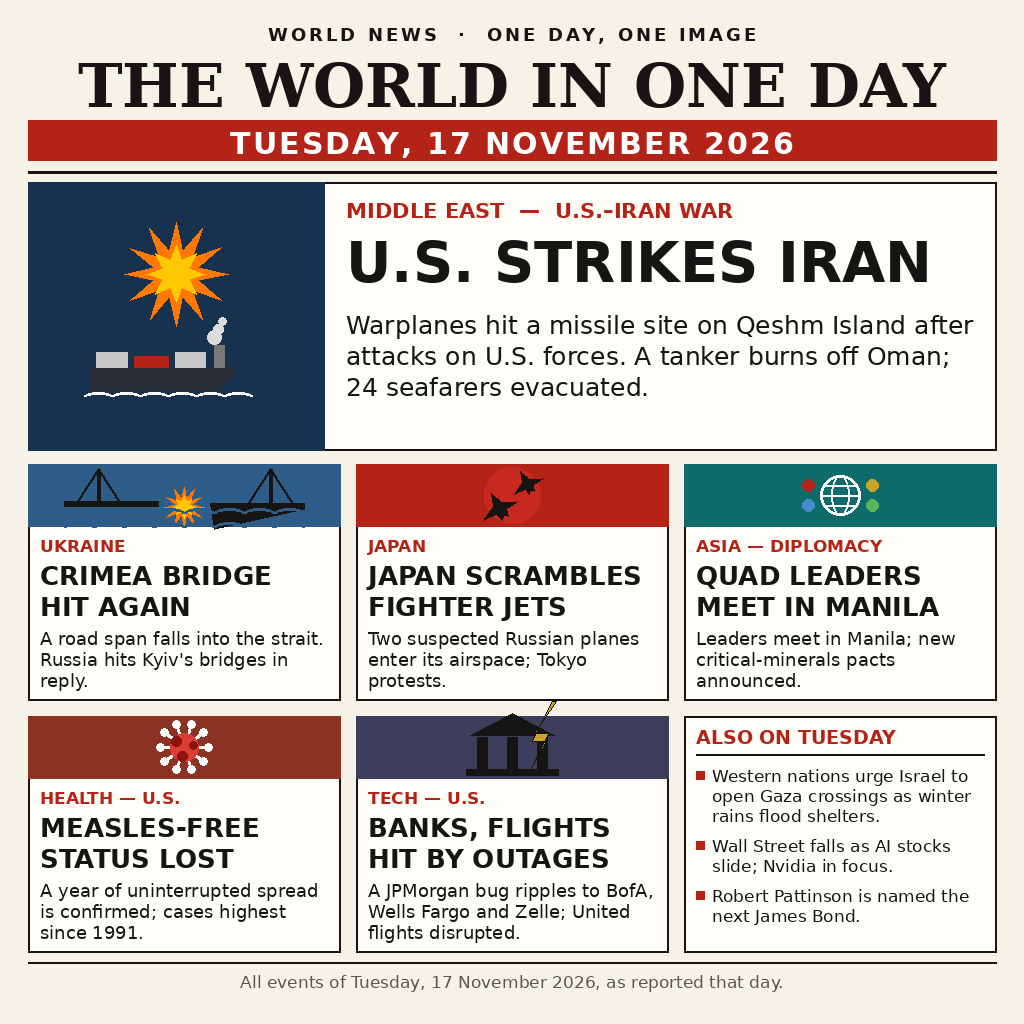 WORLD NEWS · ONE DAY, ONE IMAGE
THE WORLD IN ONE DAY
TUESDAY, 17 NOVEMBER 2026
MIDDLE EAST — U.S.–IRAN WAR
U.S. STRIKES IRAN
Warplanes hit a missile site on Qeshm Island after
attacks on U.S. forces. A tanker burns off Oman;
24 seafarers evacuated.
UKRAINE
CRIMEA BRIDGE
HIT AGAIN
A road span falls into the strait.
Russia hits Kyiv's bridges in
reply.
JAPAN
JAPAN SCRAMBLES
FIGHTER JETS
Two suspected Russian planes
enter its airspace; Tokyo
protests.
ASIA — DIPLOMACY
QUAD LEADERS
MEET IN MANILA
Leaders meet in Manila; new
critical-minerals pacts
announced.
HEALTH — U.S.
MEASLES-FREE
STATUS LOST
A year of uninterrupted spread
is confirmed; cases highest
since 1991.
TECH — U.S.
BANKS, FLIGHTS
HIT BY OUTAGES
A JPMorgan bug ripples to BofA,
Wells Fargo and Zelle; United
flights disrupted.
ALSO ON TUESDAY
Western nations urge Israel to
open Gaza crossings as winter
rains flood shelters.
Wall Street falls as AI stocks
slide; Nvidia in focus.
Robert Pattinson is named the
next James Bond.
All events of Tuesday, 17 November 2026, as reported that day.